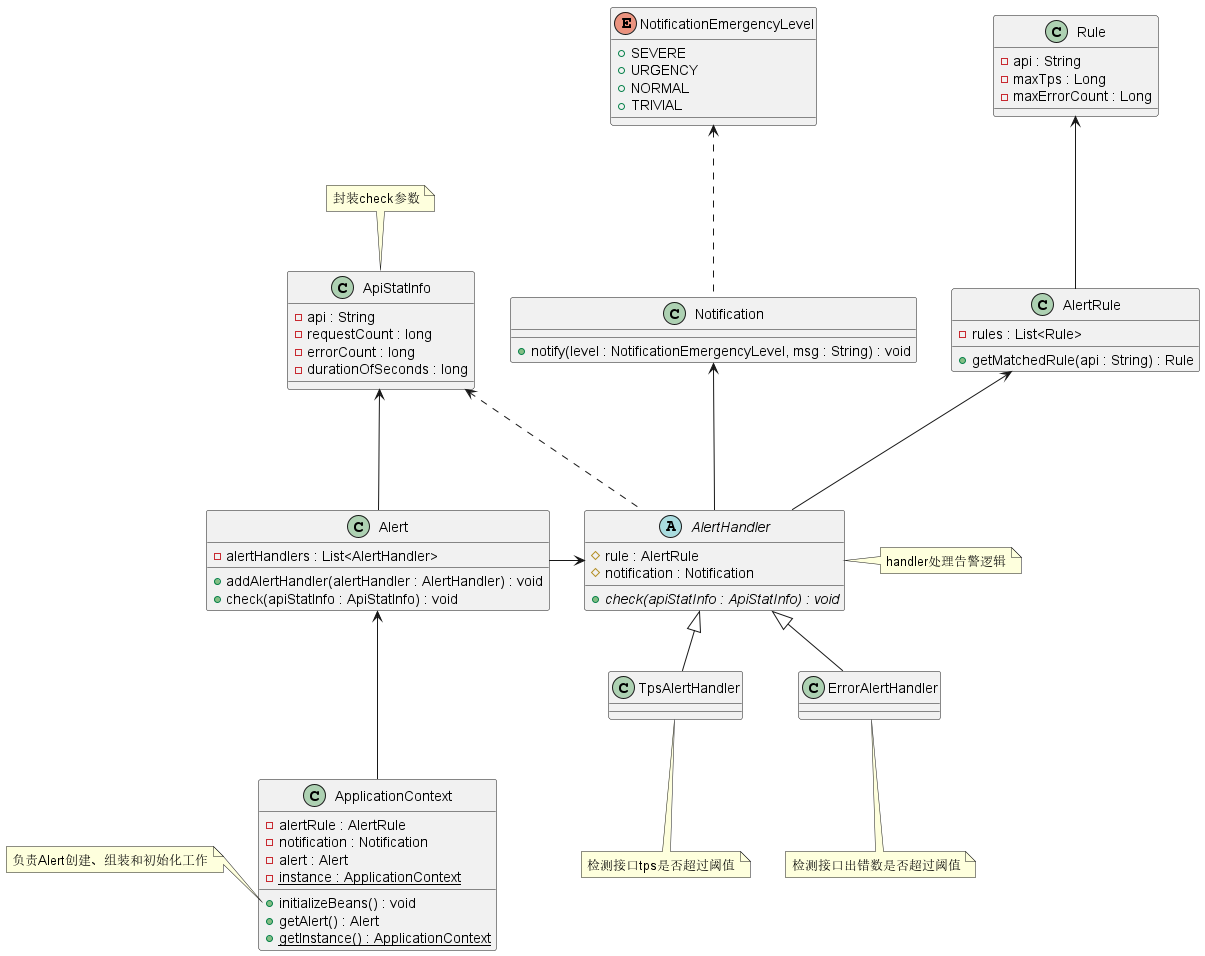 E NotificationEmergencyLevel
SEVERE
URGENCY
NORMAL
TRIVIAL
C Rule
api : String
maxTps : Long
maxErrorCount : Long
封装check参数
C ApiStatInfo
api : String
requestCount : long
errorCount : long
durationOfSeconds : long
C Notification
notify(level : NotificationEmergencyLevel, msg : String) : void
C AlertRule
rules : List<Rule>
getMatchedRule(api : String) : Rule
C Alert
alertHandlers : List<AlertHandler>
addAlertHandler(alertHandler : AlertHandler) : void
check(apiStatInfo : ApiStatInfo) : void
A AlertHandler
rule : AlertRule
notification : Notification
check(apiStatInfo : ApiStatInfo) : void
handler处理告警逻辑
C TpsAlertHandler
C ErrorAlertHandler
C ApplicationContext
alertRule : AlertRule
notification : Notification
alert : Alert
instance : ApplicationContext
initializeBeans() : void
getAlert() : Alert
getInstance() : ApplicationContext
负责Alert创建、组装和初始化工作
检测接口tps是否超过阈值
检测接口出错数是否超过阈值